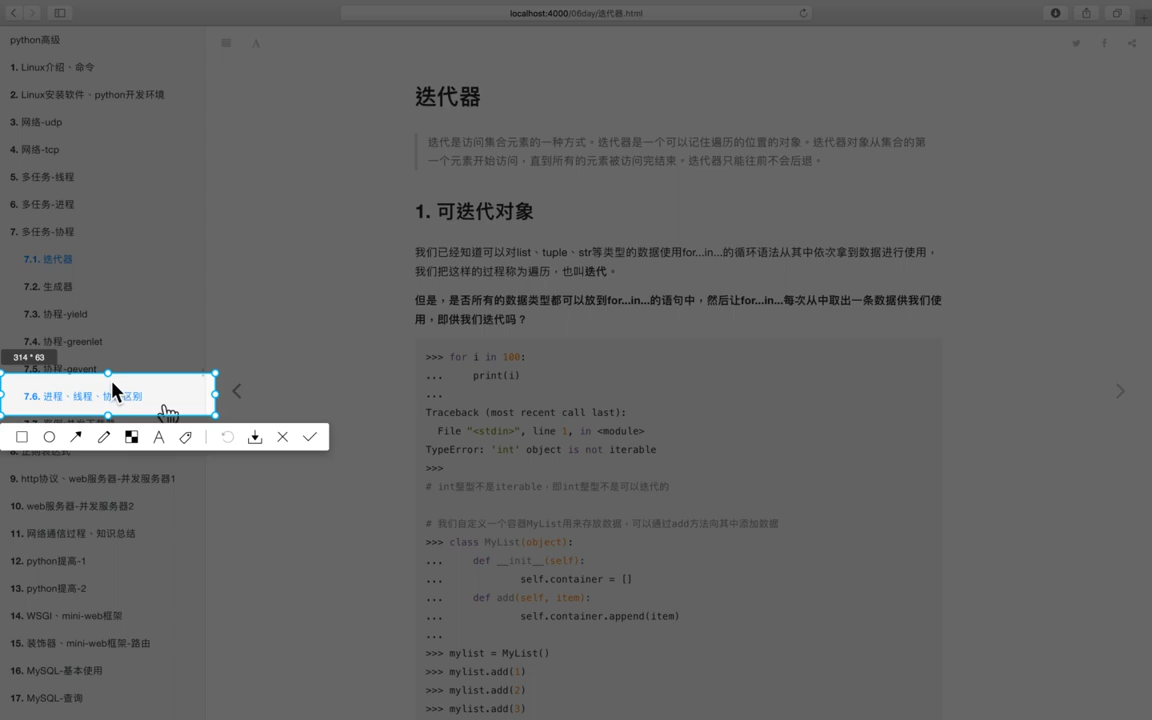 localhost:4000/06day/迭代器.html
python高级
1. Linux介绍、命令
2. Linux安装软件、python开发环境
3. 网络-udp
4. 网络-tcp
5. 多任务-线程
6. 多任务-进程
7. 多任务-协程
7.1. 迭代器
7.2. 生成器
7.3. 协程-yield
7.4. 协程-greenlet
314 * 63
7.5. 协程-gevent
7.6. 进程、线程、协 区别
8. 正则表达式
9. http协议、web服务器-并发服务器1
10. web服务器-并发服务器2
11. 网络通信过程、知识总结
12. python提高-1
13. python提高-2
14. WSGI、mini-web框架
15. 装饰器、mini-web框架-路由
16. MySQL-基本使用
17. MySQL-查询
A
迭代器
迭代是访问集合元素的一种方式。迭代器是一个可以记住遍历的位置的对象。迭代器对象从集合的第
一个元素开始访问，直到所有的元素被访问完结束。迭代器只能往前不会后退。
1. 可迭代对象
我们已经知道可以对list、tuple、str等类型的数据使用for...in...的循环语法从其中依次拿到数据进行使用，
我们把这样的过程称为遍历，也叫迭代。
但是，是否所有的数据类型都可以放到for...in...的语句中，然后让for...in...每次从中取出一条数据供我们使
用，即供我们迭代吗？
>>> for i in 100:
...     print(i)
...
Traceback (most recent call last):
  File "<stdin>", line 1, in <module>
TypeError: 'int' object is not iterable
>>>
# int整型不是iterable，即int整型不是可以迭代的
# 我们自定义一个容器MyList用来存放数据，可以通过add方法向其中添加数据
>>> class MyList(object):
...     def __init__(self):
...             self.container = []
...     def add(self, item):
...             self.container.append(item)
...
>>> mylist = MyList()
>>> mylist.add(1)
>>> mylist.add(2)
>>> mylist.add(3)